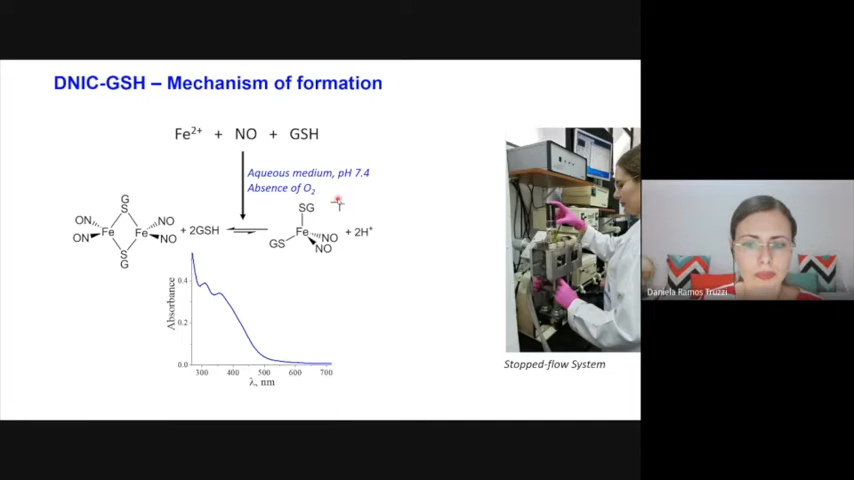 DNIC-GSH – Mechanism of formation
Fe2+ + NO + GSH
Aqueous medium, pH 7.4
Absence of O2
G
S
ON
ON
Fe
Fe
NO
NO
S
G
+ 2GSH
SG
GS
Fe
NO
NO
+ 2H+
Absorbance
0.4
0.2
0.0
300 400 500 600 700
λ, nm
Stopped-flow System
Daniela Ramos Truzzi